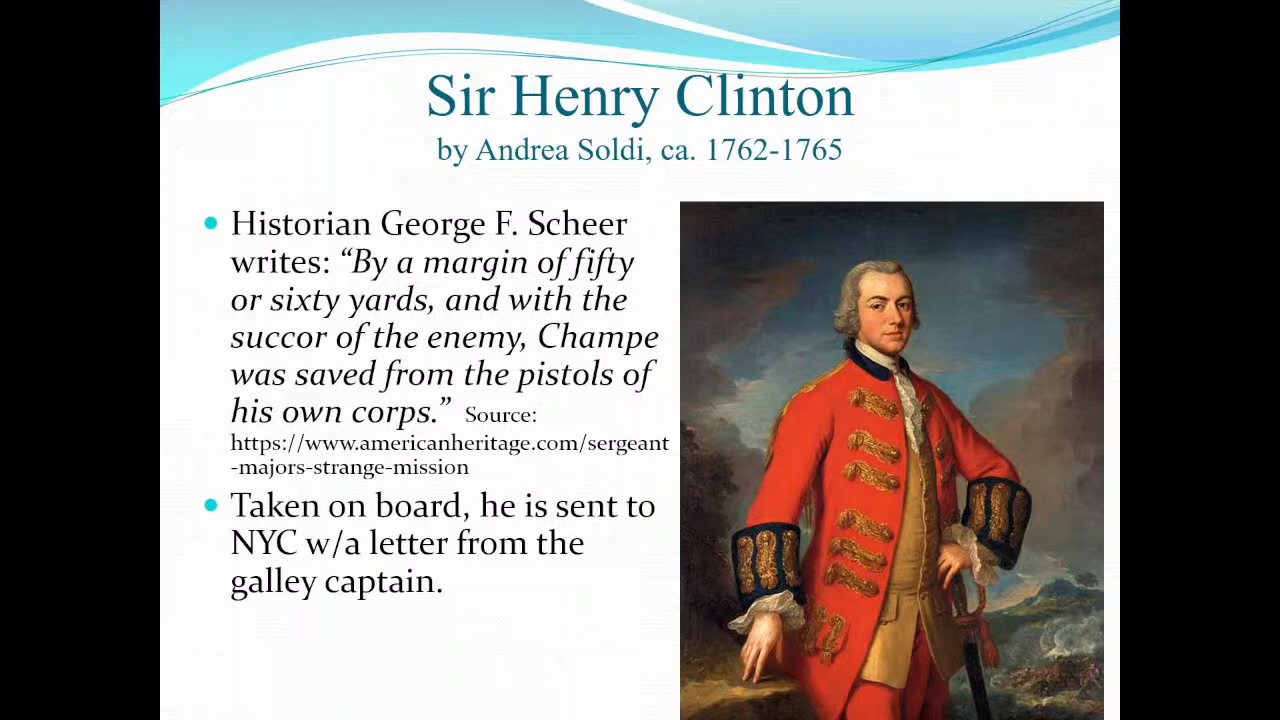 Sir Henry Clinton
by Andrea Soldi, ca. 1762-1765
• Historian George F. Scheer
writes: “By a margin of fifty
or sixty yards, and with the
succor of the enemy, Champe
was saved from the pistols of
his own corps.” Source:
https://www.americanheritage.com/sergeant
-majors-strange-mission
• Taken on board, he is sent to
NYC w/a letter from the
galley captain.